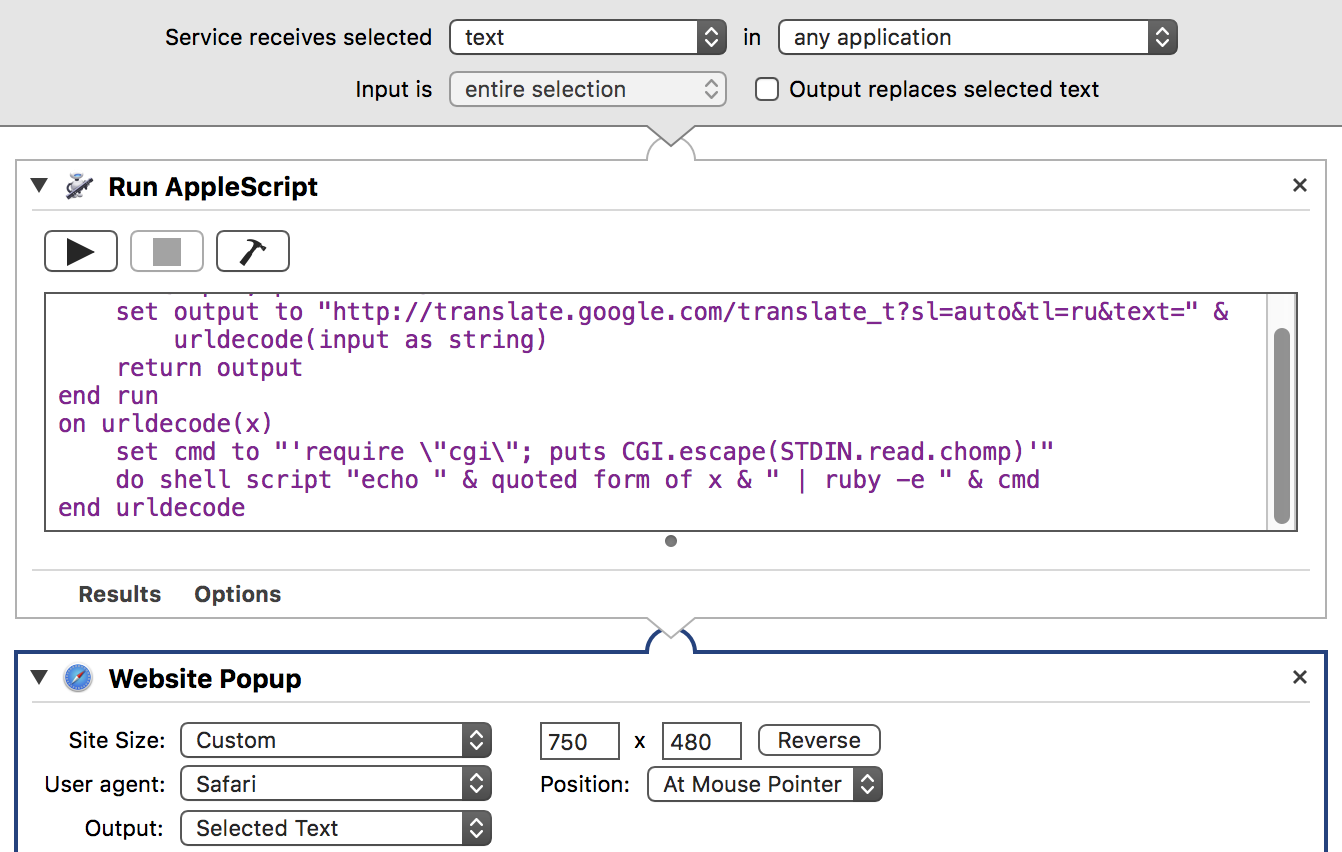 Service receives selected text in any application
Input is entire selection Output replaces selected text
Run AppleScript
set output to "http://translate.google.com/translate_t?sl=auto&tl=ru&text=" &
urldecode(input as string)
return output
end run
on urldecode(x)
set cmd to "'require \"cgi\"; puts CGI.escape(STDIN.read.chomp)'"
do shell script "echo " & quoted form of x & " | ruby -e " & cmd
end urldecode
Results Options
Website Popup
Site Size: Custom 750 x 480 Reverse
User agent: Safari Position: At Mouse Pointer
Output: Selected Text